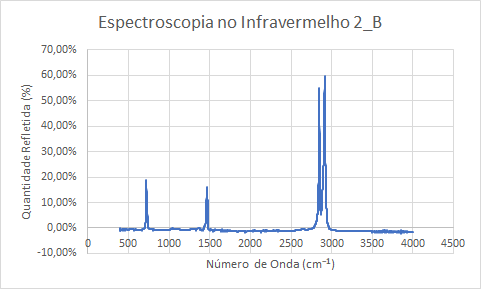 Espectroscopia no Infravermelho 2_B
Quantidade Refletida (%)
70,00%
60,00%
50,00%
40,00%
30,00%
20,00%
10,00%
0,00%
-10,00%
0 500 1000 1500 2000 2500 3000 3500 4000 4500
Número de Onda (cm⁻¹)